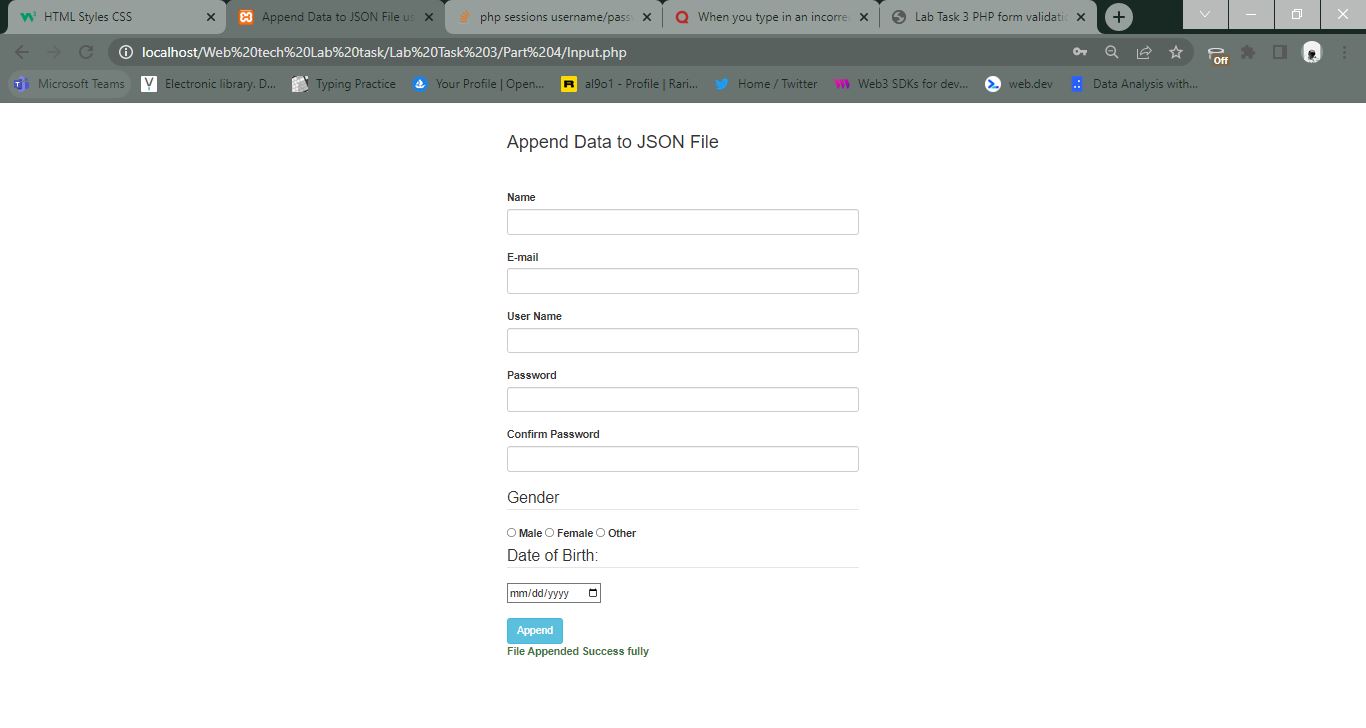 HTML Styles CSS
Append Data to JSON File us
php sessions username/pass
When you type in an incorre
Lab Task 3 PHP form validatio
localhost/Web%20tech%20Lab%20task/Lab%20Task%203/Part%204/Input.php
Off
Microsoft Teams
Electronic library. D...
Typing Practice
Your Profile | Open...
al9o1 - Profile | Rari...
Home / Twitter
Web3 SDKs for dev...
web.dev
Data Analysis with...
Append Data to JSON File
Name
E-mail
User Name
Password
Confirm Password
Gender
Male Female Other
Date of Birth:
mm/dd/yyyy
Append
File Appended Success fully